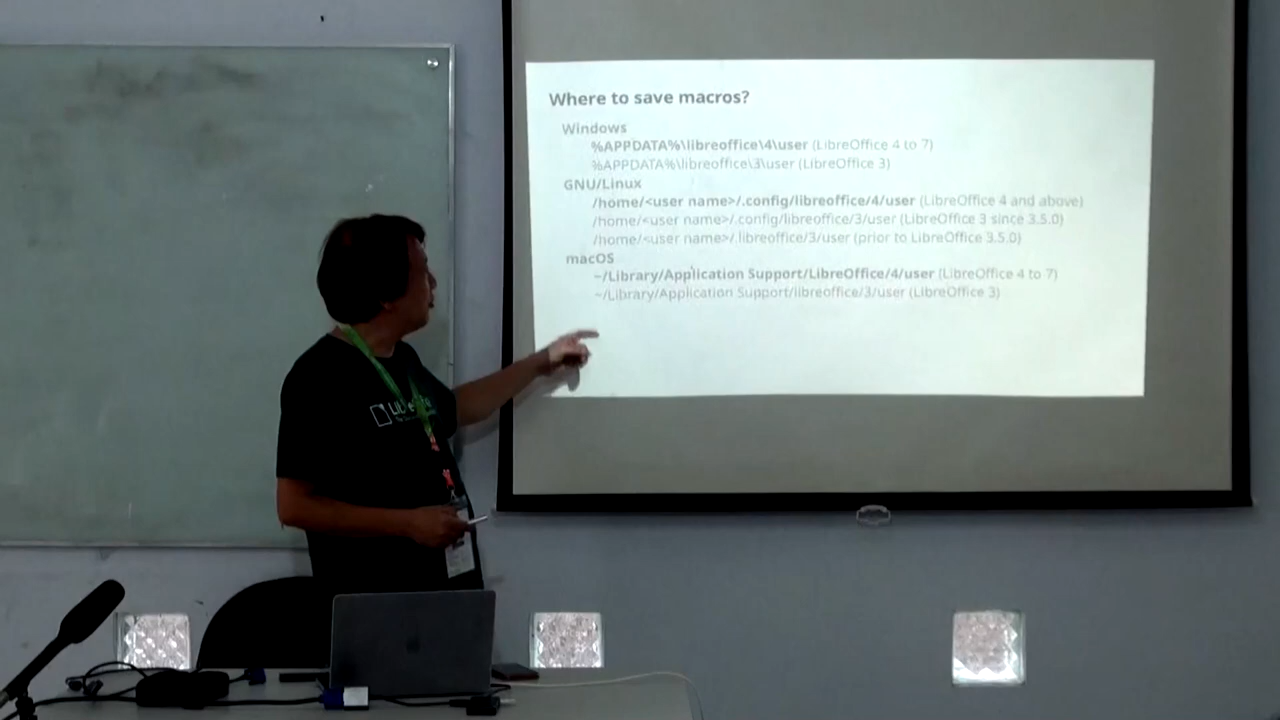 Where to save macros?
Windows
%APPDATA%\libreoffice\4\user (LibreOffice 4 to 7)
%APPDATA%\libreoffice\3\user (LibreOffice 3)
GNU/Linux
/home/<user name>/.config/libreoffice/4/user (LibreOffice 4 and above)
/home/<user name>/.config/libreoffice/3/user (LibreOffice 3 since 3.5.0)
/home/<user name>/.libreoffice/3/user (prior to LibreOffice 3.5.0)
macOS
~/Library/Application Support/LibreOffice/4/user (LibreOffice 4 to 7)
~/Library/Application Support/libreoffice/3/user (LibreOffice 3)